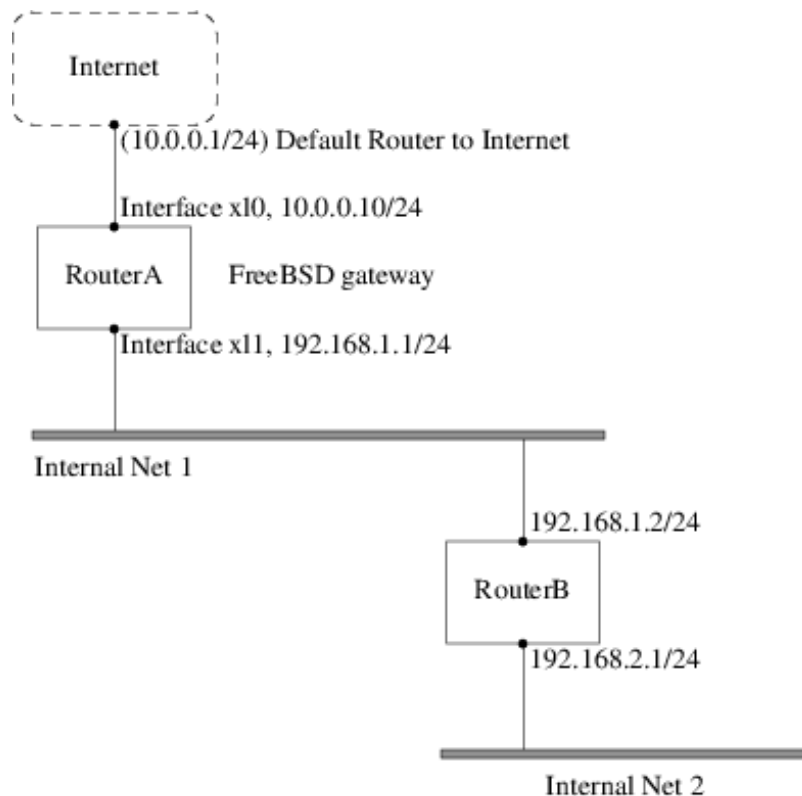 Internet
(10.0.0.1/24) Default Router to Internet
Interface xl0, 10.0.0.10/24
RouterA
FreeBSD gateway
Interface xl1, 192.168.1.1/24
Internal Net 1
192.168.1.2/24
RouterB
192.168.2.1/24
Internal Net 2